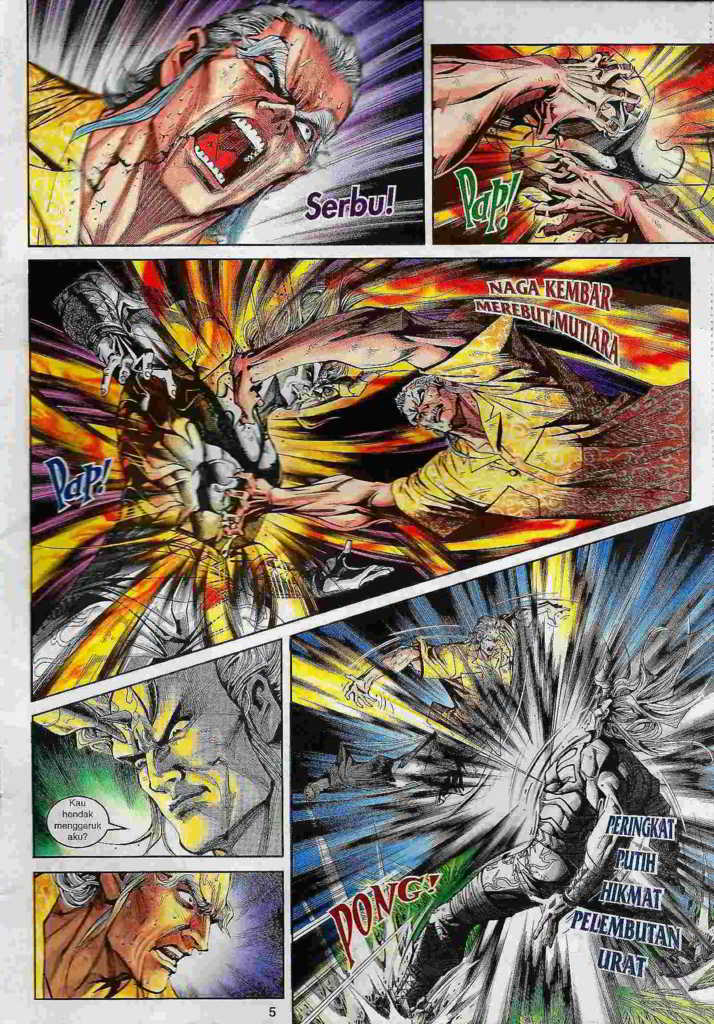 Serbu!
Pap!
NAGA KEMBAR
MEREBUT MUTIARA
Pap!
Kau
hendak
menggaruk
aku?
PERINGKAT
PUTIH
HIKMAT
PELEMBUTAN
URAT
PONG!
5